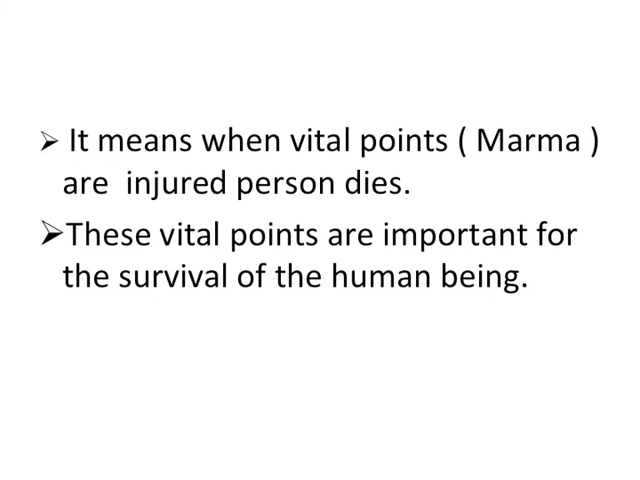 ➢ It means when vital points ( Marma )
are  injured person dies.
➢These vital points are important for
the survival of the human being.